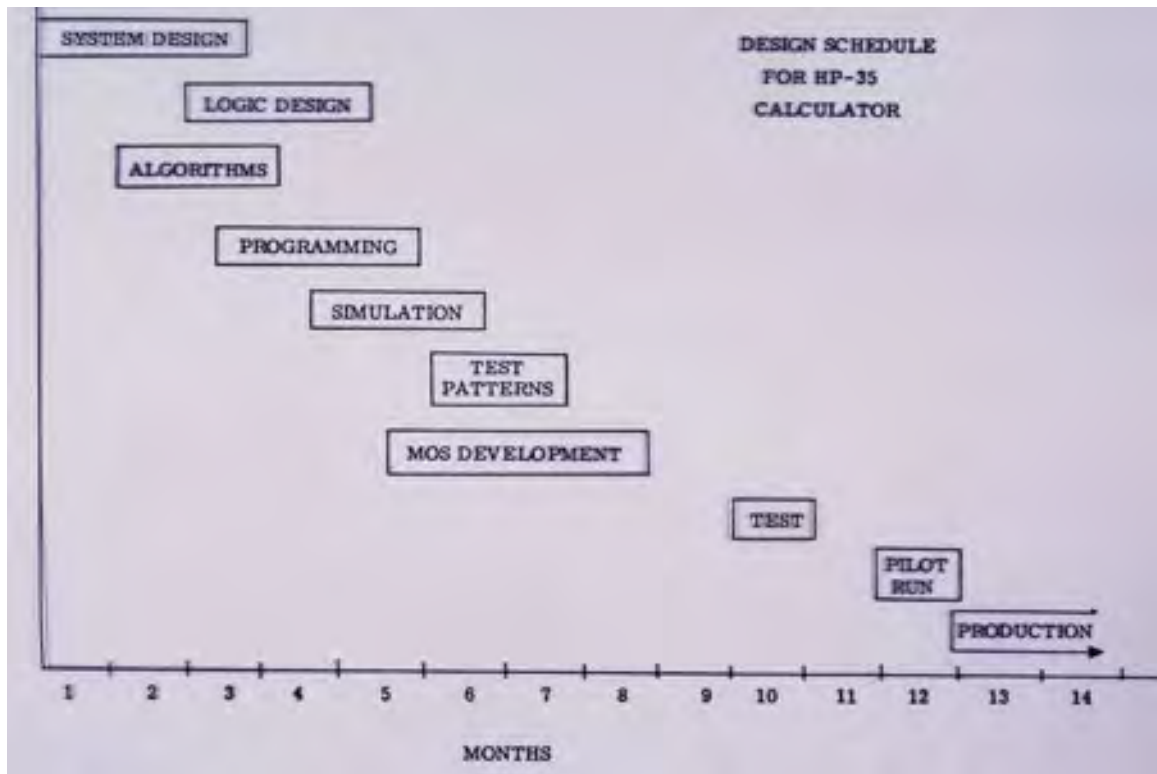 SYSTEM DESIGN
DESIGN SCHEDULE
FOR HP-35
CALCULATOR
LOGIC DESIGN
ALGORITHMS
PROGRAMMING
SIMULATION
TEST
PATTERNS
MOS DEVELOPMENT
TEST
PILOT
RUN
PRODUCTION
1 2 3 4 5 6 7 8 9 10 11 12 13 14
MONTHS